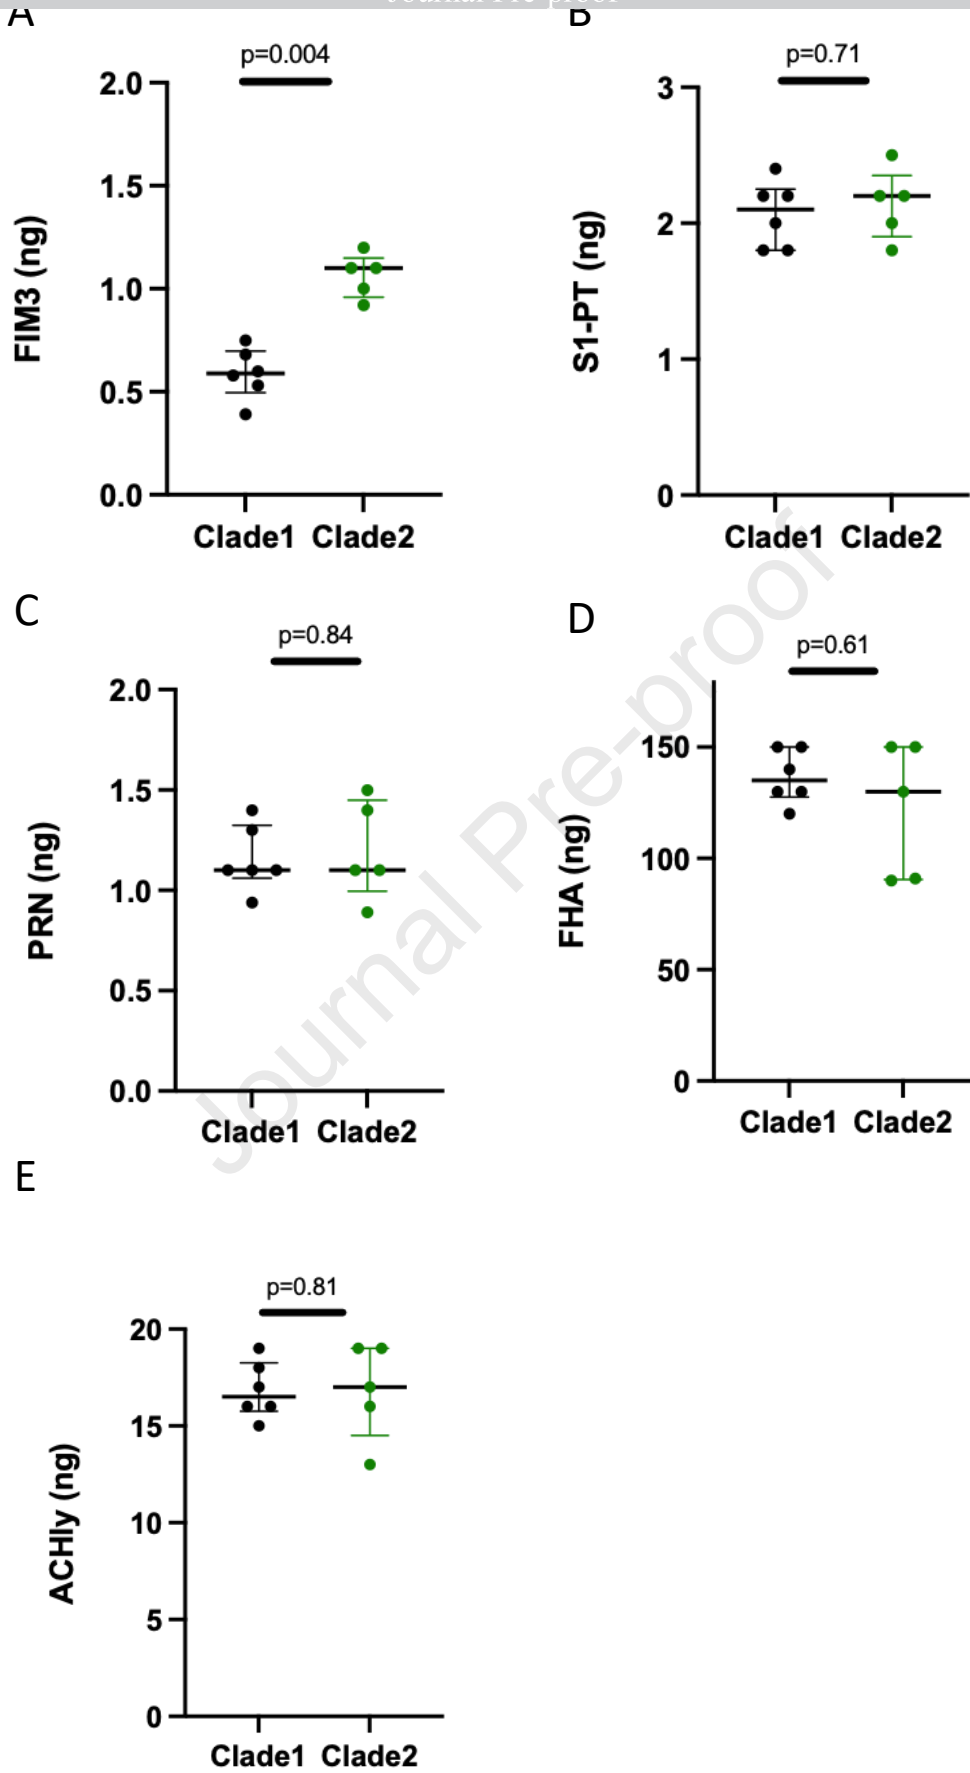 Journal Pre-proof
A
B
p=0.004
2.0
1.5
1.0
0.5
0.0
FIM3 (ng)
Clade1 Clade2
p=0.71
3
2
1
0
S1-PT (ng)
Clade1 Clade2
C
D
p=0.84
2.0
1.5
1.0
0.5
0.0
PRN (ng)
Clade1 Clade2
p=0.61
150
100
50
0
FHA (ng)
Clade1 Clade2
Journal Pre-proof
E
p=0.81
20
15
10
5
0
ACHly (ng)
Clade1 Clade2